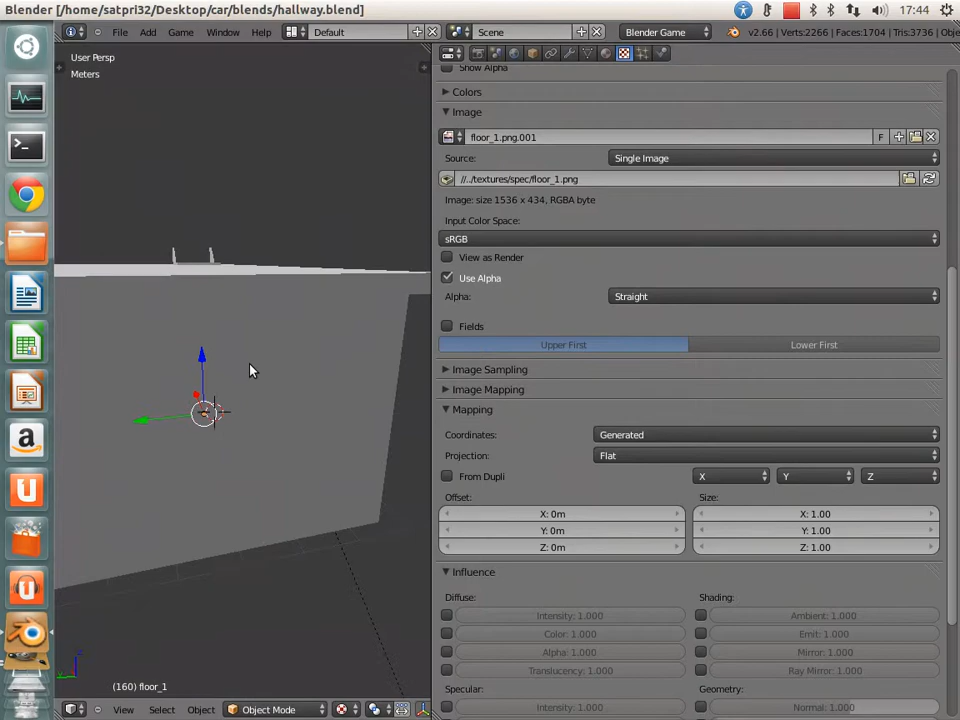 Blender [/home/satpri32/Desktop/car/blends/hallway.blend]
17:44
File Add Game Window Help
Default
Scene
Blender Game
v2.66 | Verts:2266 | Faces:1704 | Tris:3736 | Obje
User Persp
Meters
Show Alpha
Colors
Image
floor_1.png.001
F
Source:
Single Image
//../textures/spec/floor_1.png
Image: size 1536 x 434, RGBA byte
Input Color Space:
sRGB
View as Render
Use Alpha
Alpha:
Straight
Fields
Upper First
Lower First
Image Sampling
Image Mapping
Mapping
Coordinates:
Generated
Projection:
Flat
From Dupli
X
Y
Z
Offset:
Size:
X: 0m
X: 1.00
Y: 0m
Y: 1.00
Z: 0m
Z: 1.00
Influence
Diffuse:
Shading:
Intensity: 1.000
Ambient: 1.000
Color: 1.000
Emit: 1.000
Alpha: 1.000
Mirror: 1.000
Translucency: 1.000
Ray Mirror: 1.000
Specular:
Geometry:
Intensity: 1.000
Normal: 1.000
(160) floor_1
View Select Object
Object Mode